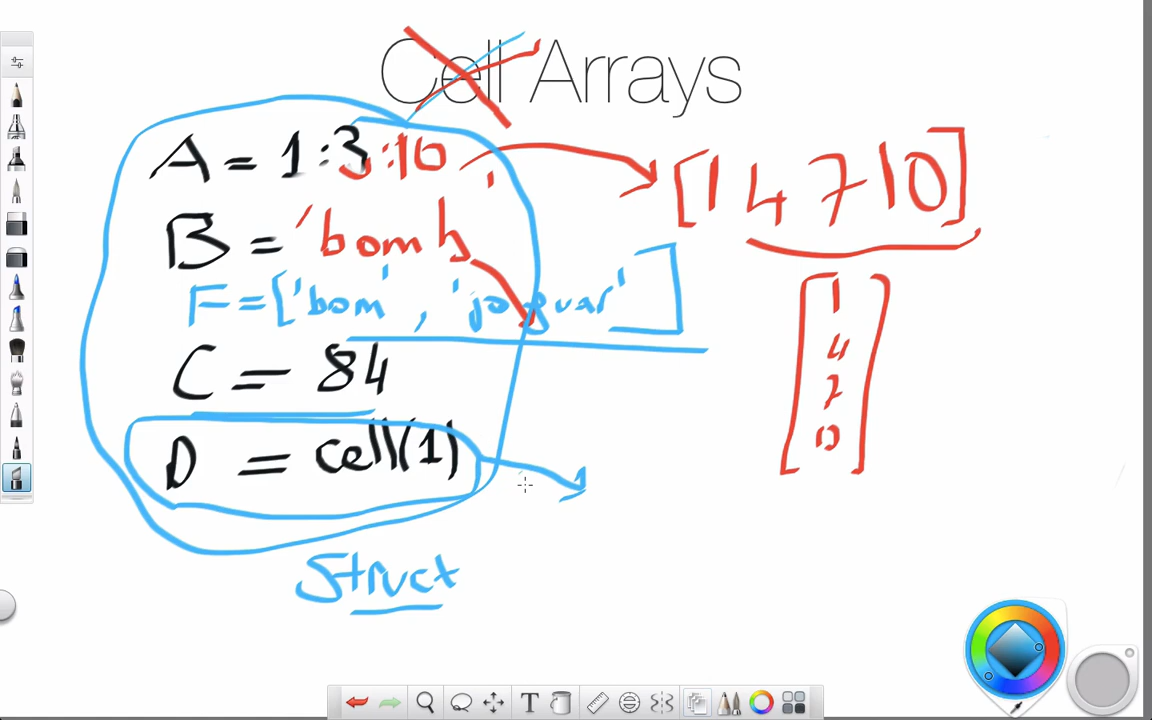 Cell Arrays
A = 1:3:10
[1 4 7 10]
B = 'bomb
F = ['bom', 'joguar']
C = 84
D = cell(1)
Struct
1
4
7
10
T